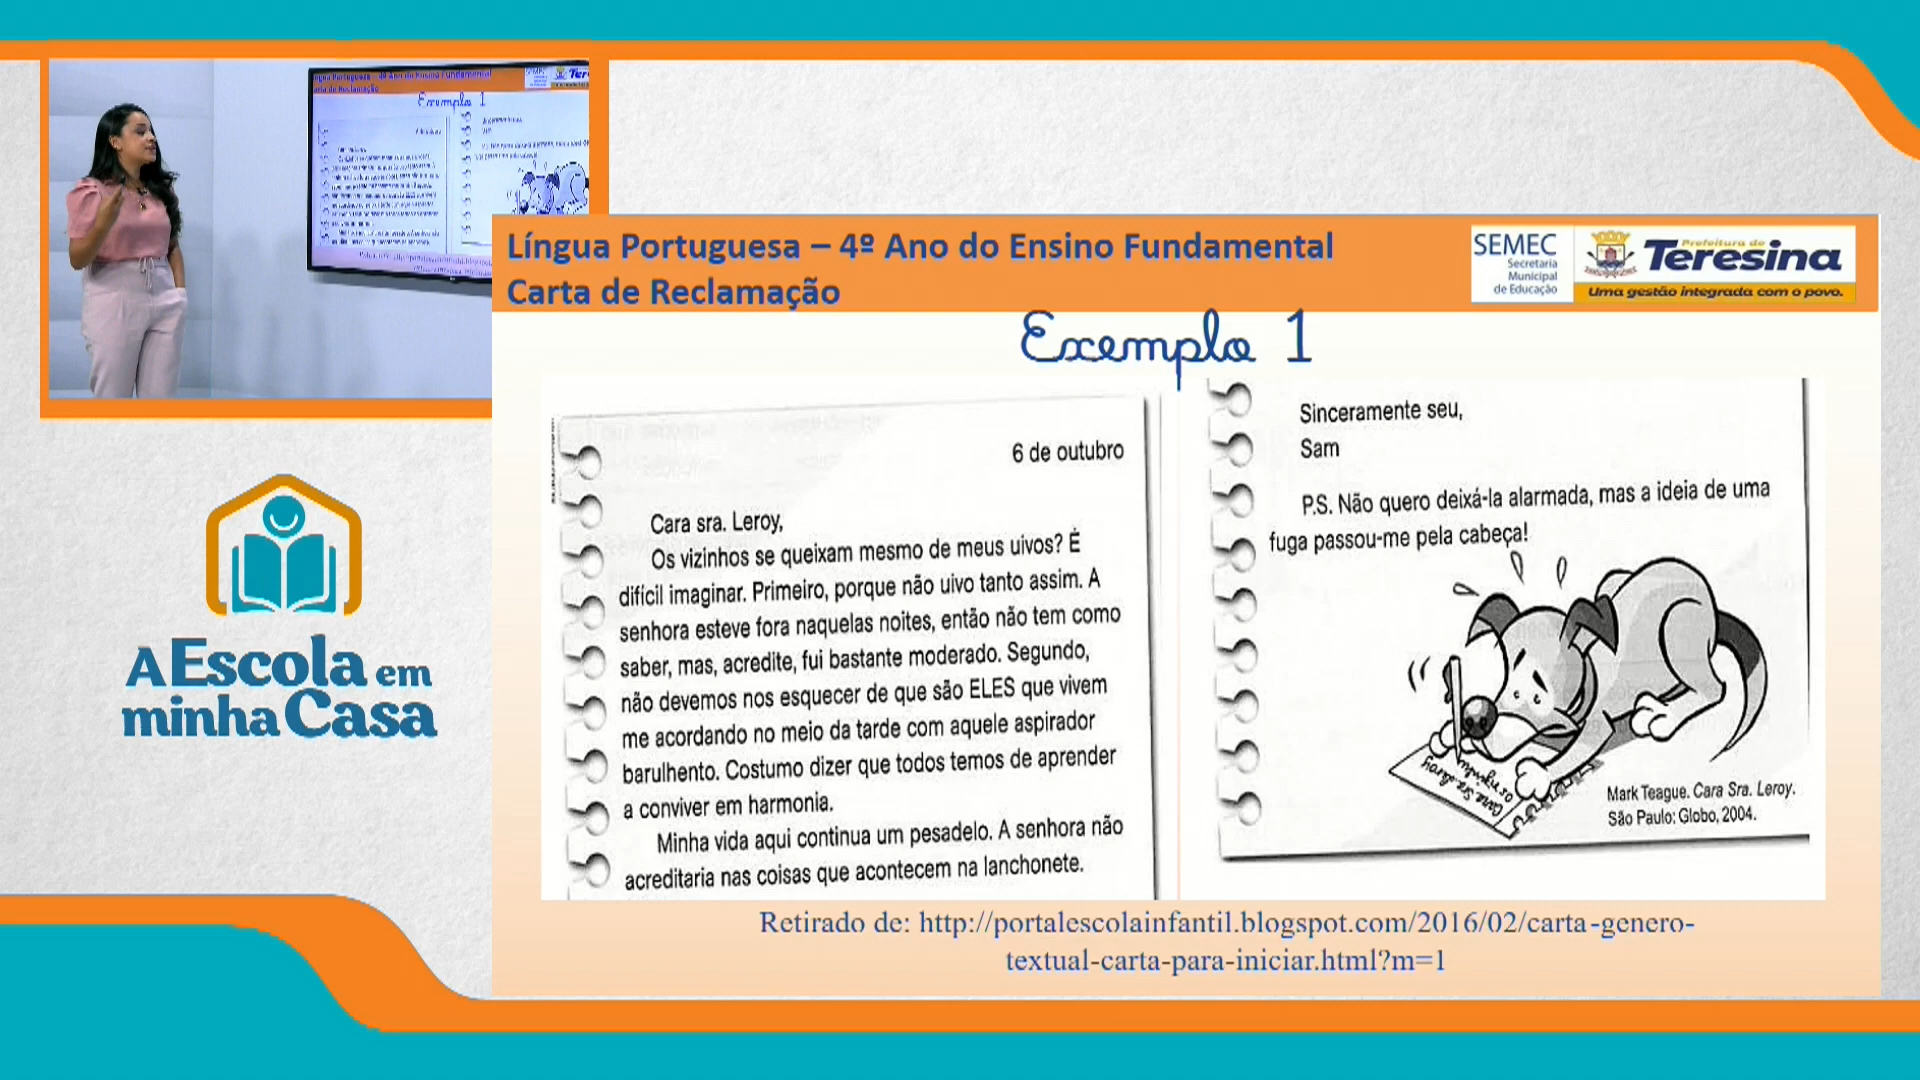 Língua Portuguesa – 4º Ano do Ensino Fundamental
Carta de Reclamação
SEMEC
Secretaria
Municipal
de Educação
Prefeitura de
Teresina
Uma gestão integrada com o povo.
Exemplo 1
6 de outubro
Cara sra. Leroy,
Os vizinhos se queixam mesmo de meus uivos? É
difícil imaginar. Primeiro, porque não uivo tanto assim. A
senhora esteve fora naquelas noites, então não tem como
saber, mas, acredite, fui bastante moderado. Segundo,
não devemos nos esquecer de que são ELES que vivem
me acordando no meio da tarde com aquele aspirador
barulhento. Costumo dizer que todos temos de aprender
a conviver em harmonia.
Minha vida aqui continua um pesadelo. A senhora não
acreditaria nas coisas que acontecem na lanchonete.
Sinceramente seu,
Sam
P.S. Não quero deixá-la alarmada, mas a ideia de uma
fuga passou-me pela cabeça!
Mark Teague. Cara Sra. Leroy.
São Paulo: Globo, 2004.
Retirado de: http://portalescolainfantil.blogspot.com/2016/02/carta-genero-
textual-carta-para-iniciar.html?m=1
A Escola em
minha Casa